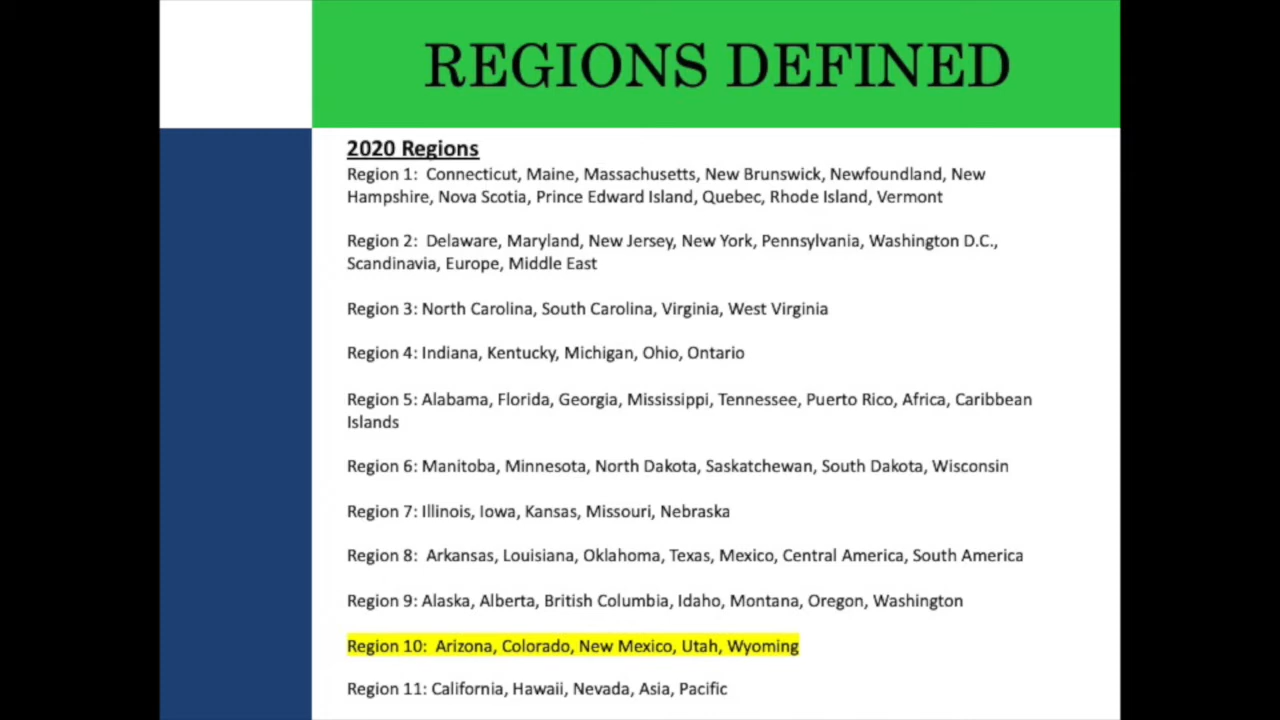 REGIONS DEFINED
2020 Regions
Region 1:  Connecticut, Maine, Massachusetts, New Brunswick, Newfoundland, New
Hampshire, Nova Scotia, Prince Edward Island, Quebec, Rhode Island, Vermont
Region 2:  Delaware, Maryland, New Jersey, New York, Pennsylvania, Washington D.C.,
Scandinavia, Europe, Middle East
Region 3: North Carolina, South Carolina, Virginia, West Virginia
Region 4: Indiana, Kentucky, Michigan, Ohio, Ontario
Region 5: Alabama, Florida, Georgia, Mississippi, Tennessee, Puerto Rico, Africa, Caribbean
Islands
Region 6: Manitoba, Minnesota, North Dakota, Saskatchewan, South Dakota, Wisconsin
Region 7: Illinois, Iowa, Kansas, Missouri, Nebraska
Region 8:  Arkansas, Louisiana, Oklahoma, Texas, Mexico, Central America, South America
Region 9: Alaska, Alberta, British Columbia, Idaho, Montana, Oregon, Washington
Region 10:  Arizona, Colorado, New Mexico, Utah, Wyoming
Region 11: California, Hawaii, Nevada, Asia, Pacific